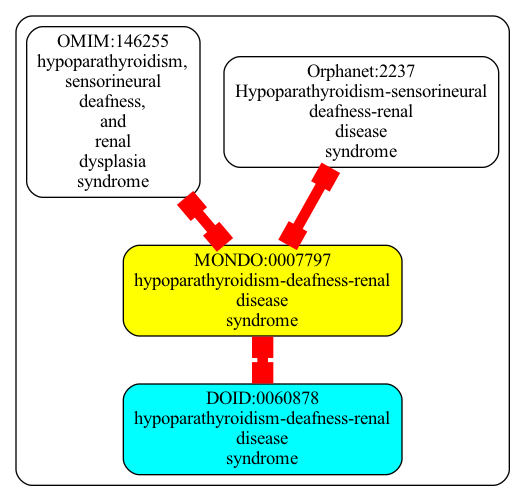 OMIM:146255
hypoparathyroidism,
sensorineural
deafness,
and
renal
dysplasia
syndrome
Orphanet:2237
Hypoparathyroidism-sensorineural
deafness-renal
disease
syndrome
MONDO:0007797
hypoparathyroidism-deafness-renal
disease
syndrome
DOID:0060878
hypoparathyroidism-deafness-renal
disease
syndrome